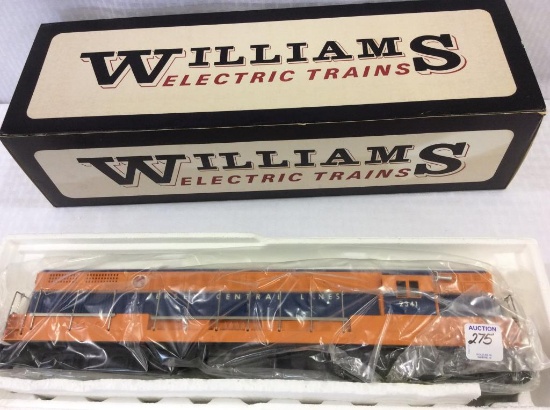 WILLIAMS
ELECTRIC TRAINS
WILLIAMS
ELECTRIC TRAINS
JERSEY CENTRAL LINES
2341
AUCTION
275